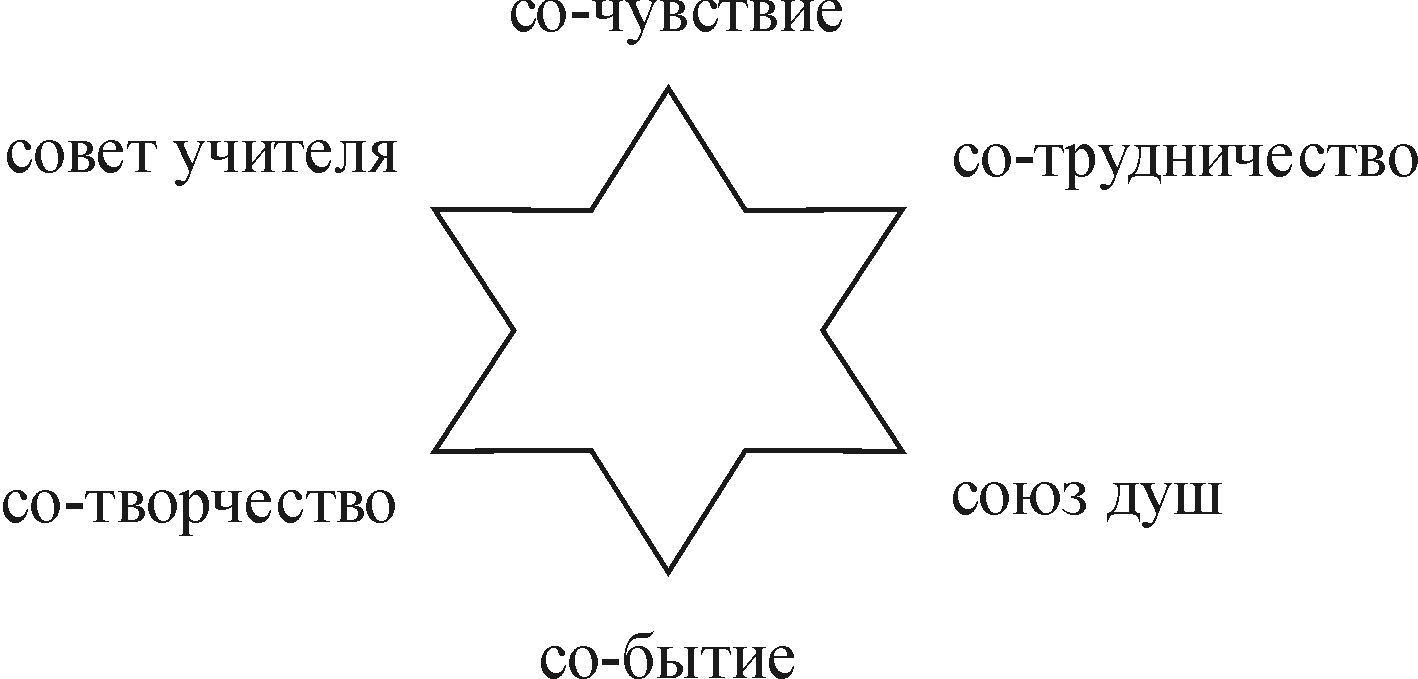 со-чувствие
совет учителя
со-трудничество
со-творчество
союз душ
со-бытие